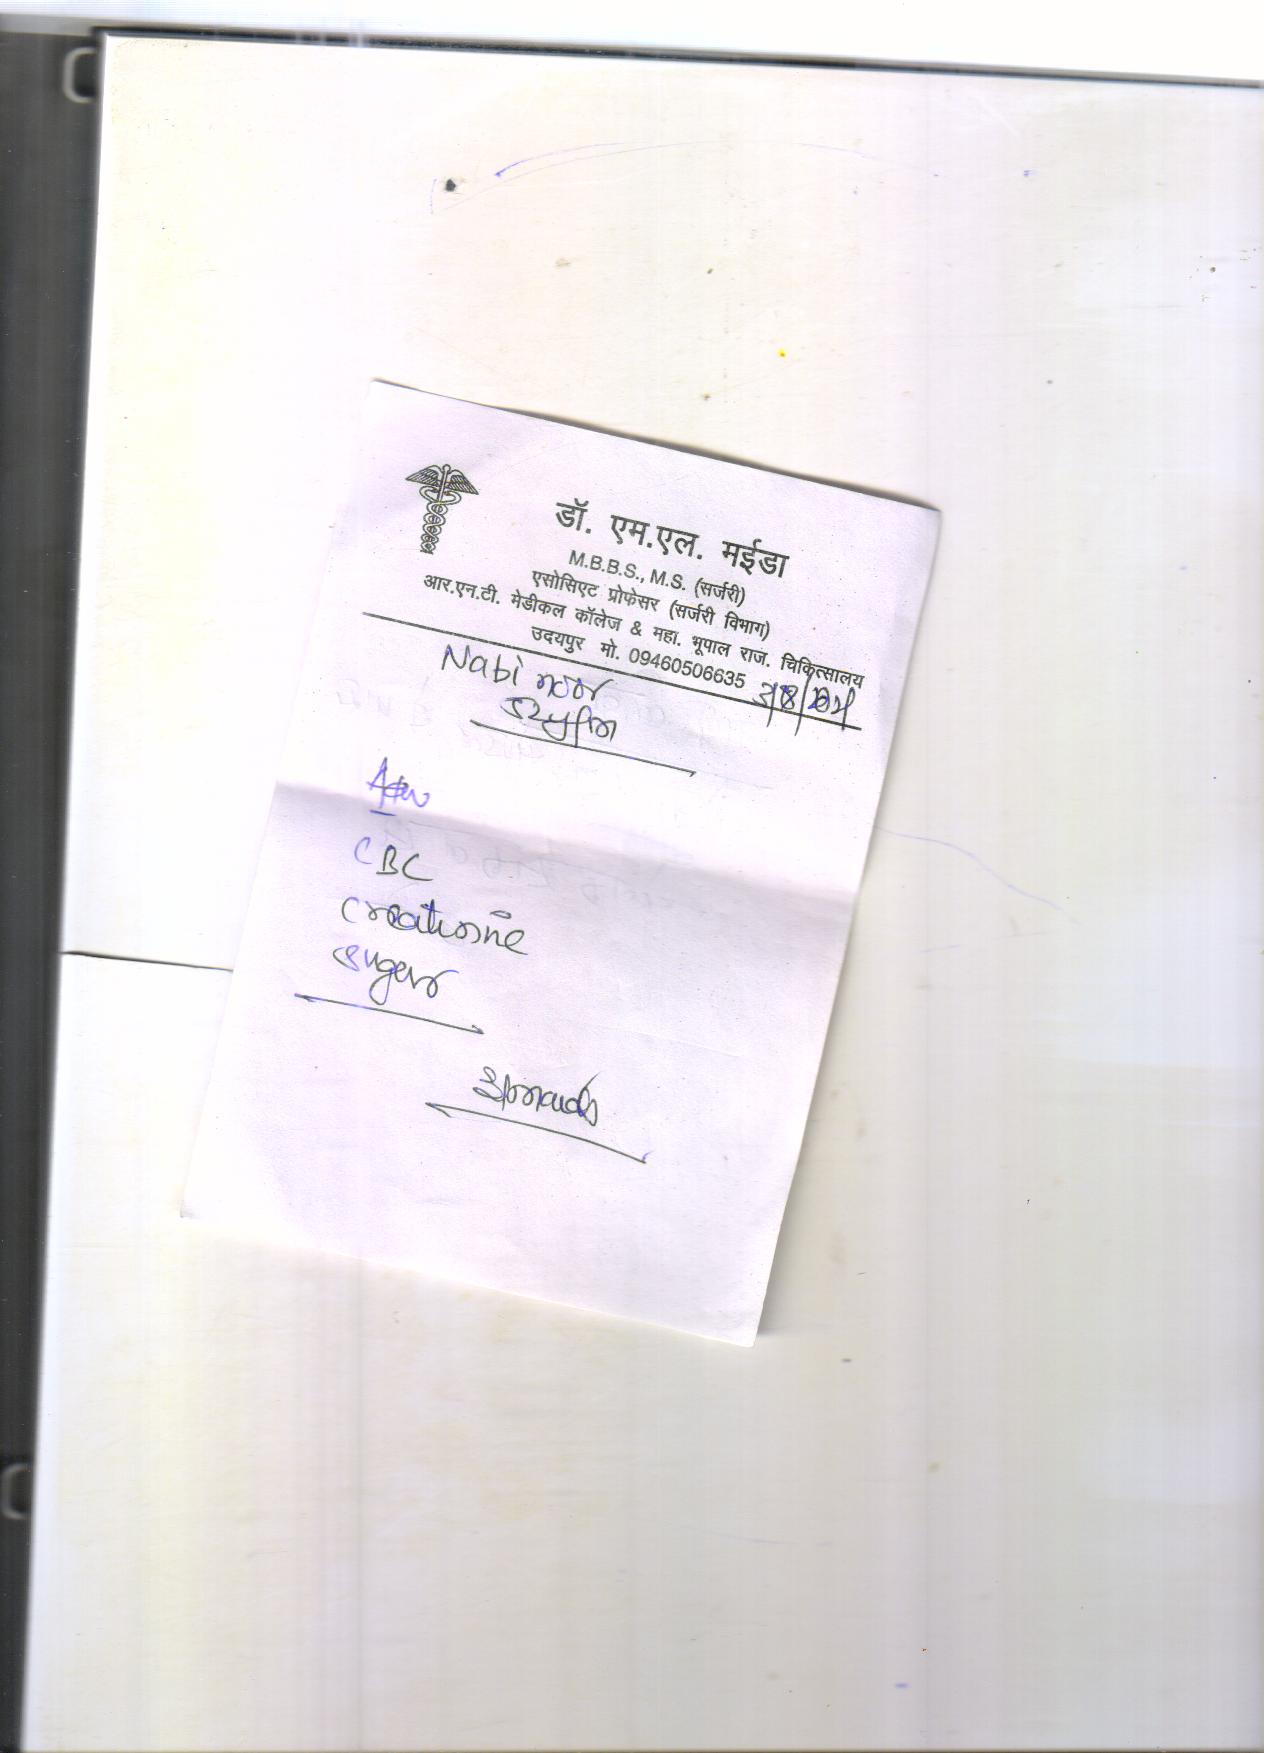 डॉ. एम.एल. मईडा
M.B.B.S., M.S. (सर्जरी)
एसोसिएट प्रोफेसर (सर्जरी विभाग)
आर.एन.टी. मेडीकल कॉलेज & महा. भूपाल राज. चिकित्सालय
उदयपुर मो. 09460506635
Nabi noor
CBC
Creatinine
suger